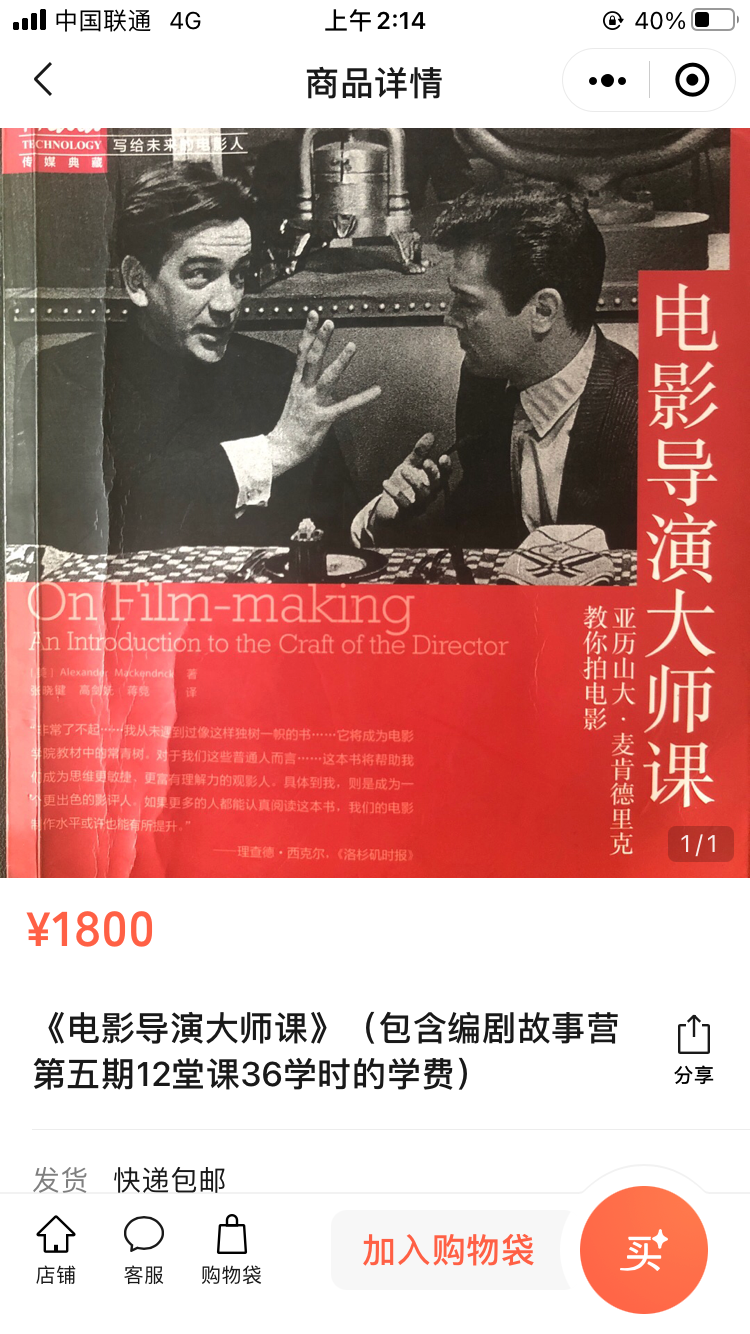 中国联通 4G 上午2:14 40%
商品详情
TECHNOLOGY
传媒典藏
写给未来的电影人
电影导演大师课
亚历山大·麦肯德里克
教你拍电影
On Film-making
An Introduction to the Craft of the Director
[美] Alexander Mackendrick 著
张晓健 译
“非常了不起……我从未遇到过像这样独树一帜的书……它将成为电影
学院教材中的常青树。对于我们这些普通人而言……这本书将帮助我
们成为思维更敏捷、更富有理解力的观影人。具体到我，则是成为一
个更出色的影评人。如果更多的人都能认真阅读这本书，我们的电影
制作水平或许也能有所提升。”
——理查德·西克尔，《洛杉矶时报》
1/1
¥1800
《电影导演大师课》（包含编剧故事营
第五期12堂课36学时的学费）
分享
发货 快递包邮
店铺
客服
购物袋
加入购物袋
买